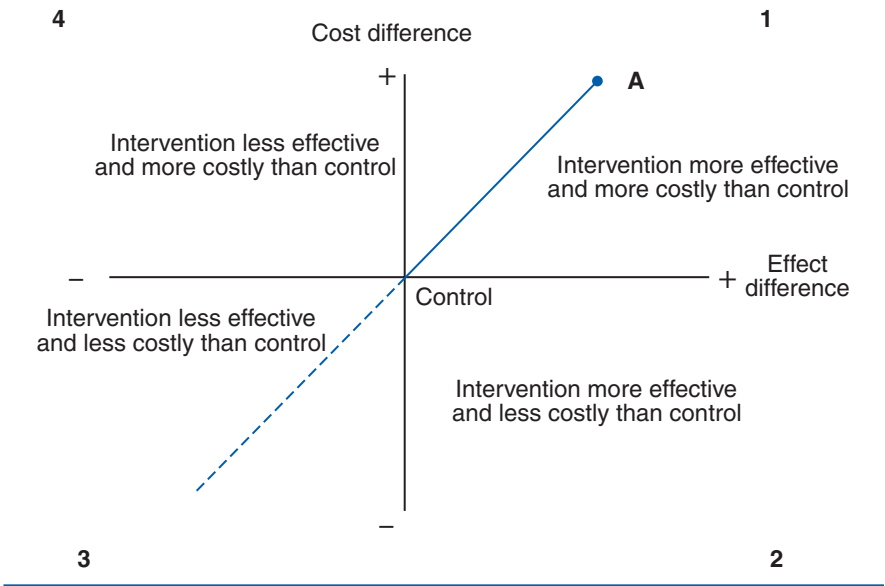 4
1
Cost difference
+
A
Intervention less effective
and more costly than control
Intervention more effective
and more costly than control
–
+
Effect
difference
Control
Intervention less effective
and less costly than control
Intervention more effective
and less costly than control
–
3
2